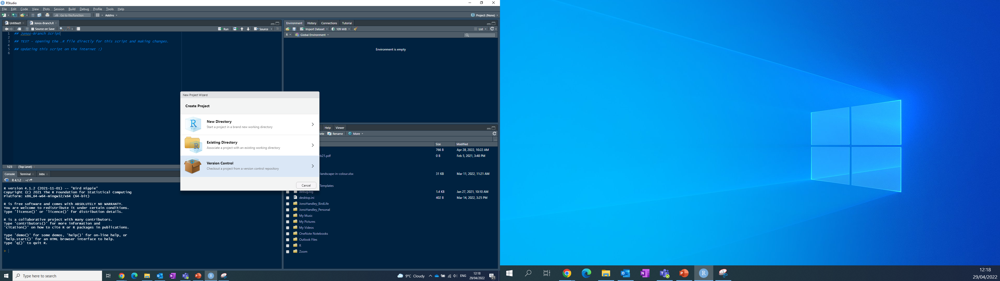 RStudio
File Edit Code View Plots Session Build Debug Profile Tools Help
Go to file/function Addins Project: (None)
Untitled1 Jonos-Branch.R
Source on Save Run Source
1 ## Jonos-Branch Script
2
3 ## TEST - opening the .R file directly for this script and making changes.
4
5 ## Updating this script on the internet :)
6
1:23 (Top Level)
Console Terminal Jobs
R 4.1.2 · ~/
R version 4.1.2 (2021-11-01) -- "Bird Hippie"
Copyright (C) 2021 The R Foundation for Statistical Computing
Platform: x86_64-w64-mingw32/x64 (64-bit)
R is free software and comes with ABSOLUTELY NO WARRANTY.
You are welcome to redistribute it under certain conditions.
Type 'license()' or 'licence()' for distribution details.
R is a collaborative project with many contributors.
Type 'contributors()' for more information and
'citation()' on how to cite R or R packages in publications.
Type 'demo()' for some demos, 'help()' for on-line help, or
'help.start()' for an HTML browser interface to help.
Type 'q()' to quit R.
>
Environment History Connections Tutorial
Import Dataset 109 MiB List
R Global Environment
Environment is empty
New Project Wizard
Create Project
New Directory
Start a project in a brand new working directory
Existing Directory
Associate a project with an existing working directory
Version Control
Checkout a project from a version control repository
Cancel
Help Viewer
lete Rename More
Size Modified
766 B Apr 28, 2022, 10:22 AM
eb21.pdf 0 B Feb 5, 2021, 3:48 PM
-landscape-in-colour.xlsx 31 KB Mar 11, 2022, 11:21 AM
Templates
debug.log 1.4 KB Jan 27, 2021, 10:10 AM
desktop.ini 402 B Mar 14, 2022, 3:25 PM
JonoHandley_BirdLife
JonoHandley_Personal
My Music
My Pictures
My Videos
OneNote Notebooks
Outlook Files
R
Zoom
Type here to search
9°C Cloudy ENG 12:18
29/04/2022
21
12:18
29/04/2022